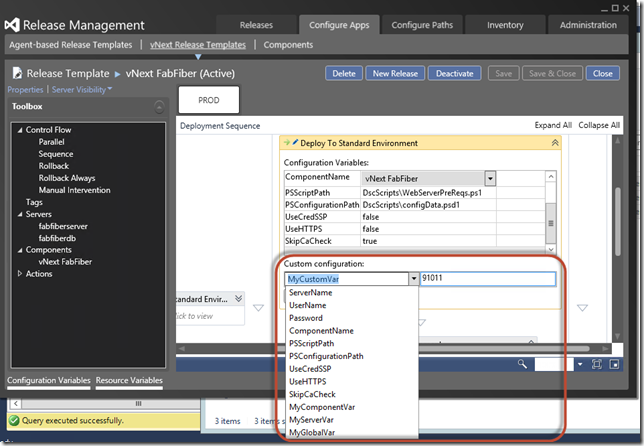 Release Management
Releases
Configure Apps
Configure Paths
Inventory
Administration
Agent-based Release Templates | vNext Release Templates | Components
Release Template ▸ vNext FabFiber (Active)
Delete
New Release
Deactivate
Save
Save & Close
Close
Properties | Server Visibility
Toolbox
PROD
Control Flow
Parallel
Sequence
Rollback
Rollback Always
Manual Intervention
Tags
Servers
fabfiberserver
fabfiberdb
Components
vNext FabFiber
Actions
Deployment Sequence
Expand All
Collapse All
Deploy To Standard Environment
Configuration Variables:
ComponentName vNext FabFiber
PSScriptPath DscScripts\WebServerPreReqs.ps1
PSConfigurationPath DscScripts\configData.psd1
UseCredSSP false
UseHTTPS false
SkipCaCheck true
Custom configuration:
MyCustomVar 91011
ServerName
UserName
Password
ComponentName
PSScriptPath
PSConfigurationPath
UseCredSSP
UseHTTPS
SkipCaCheck
MyComponentVar
MyServerVar
MyGlobalVar
tandard Envir...
lick to view
Configuration Variables
Resource Variables
Query executed successfully.
3 items
3 items